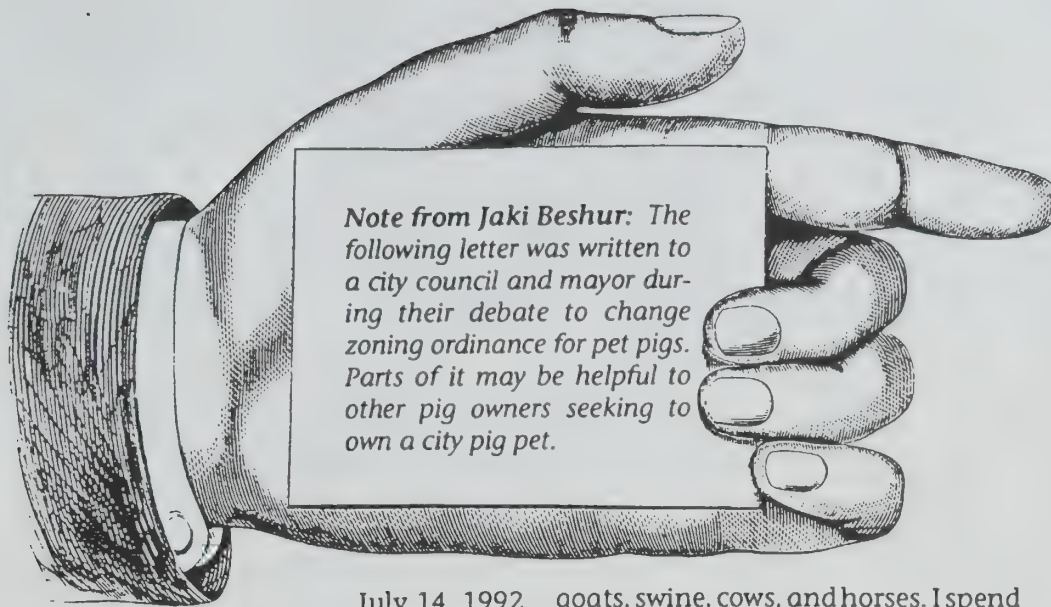 Note from Jaki Beshur: The
following letter was written to
a city council and mayor dur-
ing their debate to change
zoning ordinance for pet pigs.
Parts of it may be helpful to
other pig owners seeking to
own a city pig pet.
July 14, 1992
goats, swine, cows, and horses. I spend